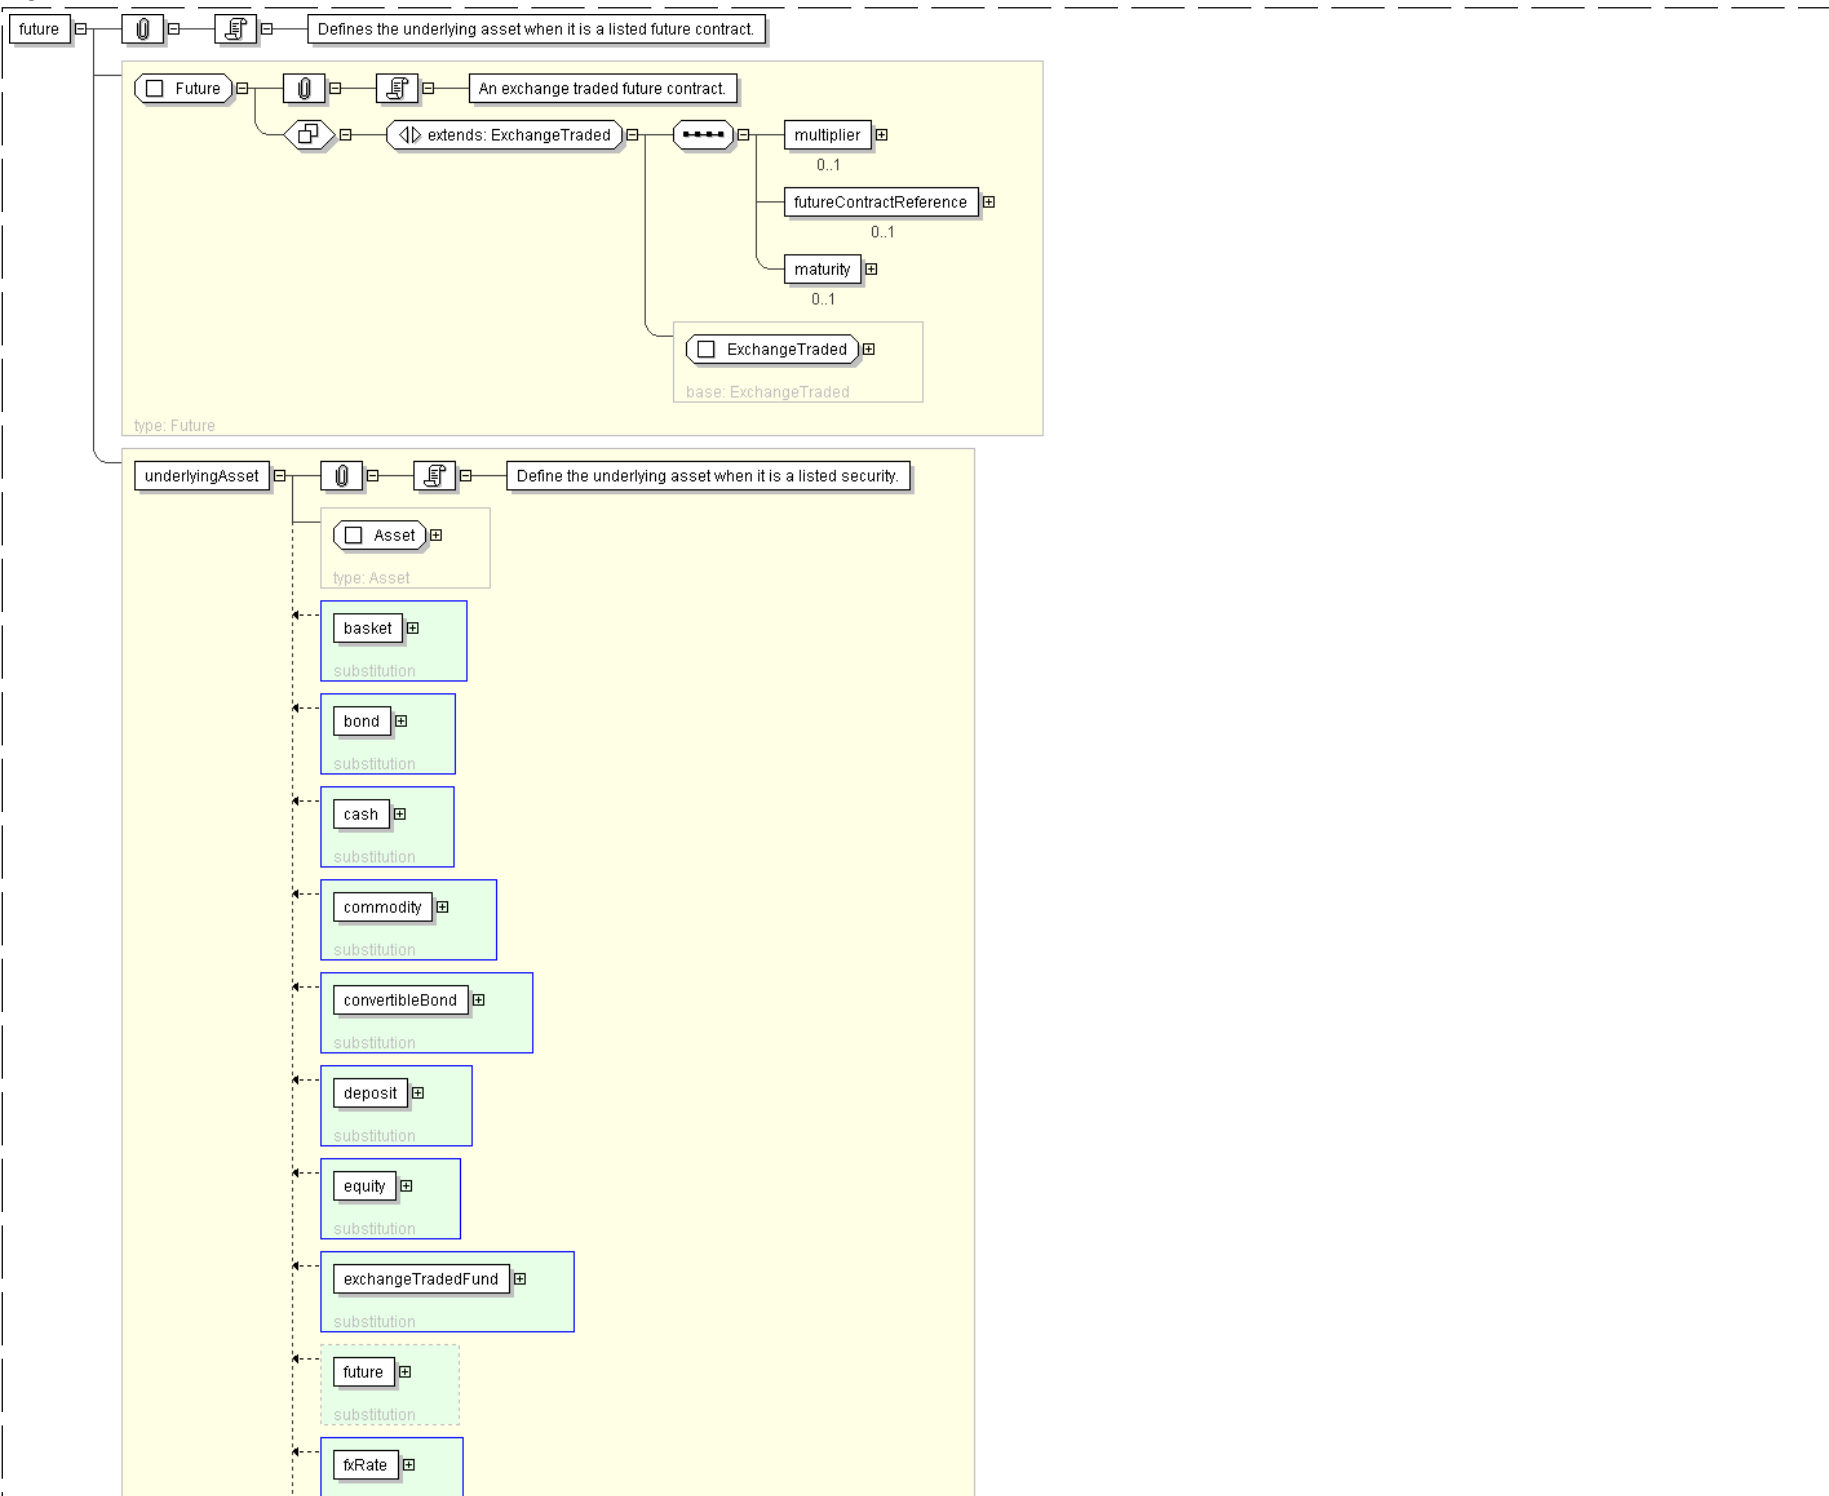 future
Defines the underlying asset when it is a listed future contract.
Future
An exchange traded future contract.
extends: ExchangeTraded
multiplier
0..1
futureContractReference
0..1
maturity
0..1
ExchangeTraded
base: ExchangeTraded
type: Future
underlyingAsset
Define the underlying asset when it is a listed security.
Asset
type: Asset
basket
substitution
bond
substitution
cash
substitution
commodity
substitution
convertibleBond
substitution
deposit
substitution
equity
substitution
exchangeTradedFund
substitution
future
substitution
fxRate